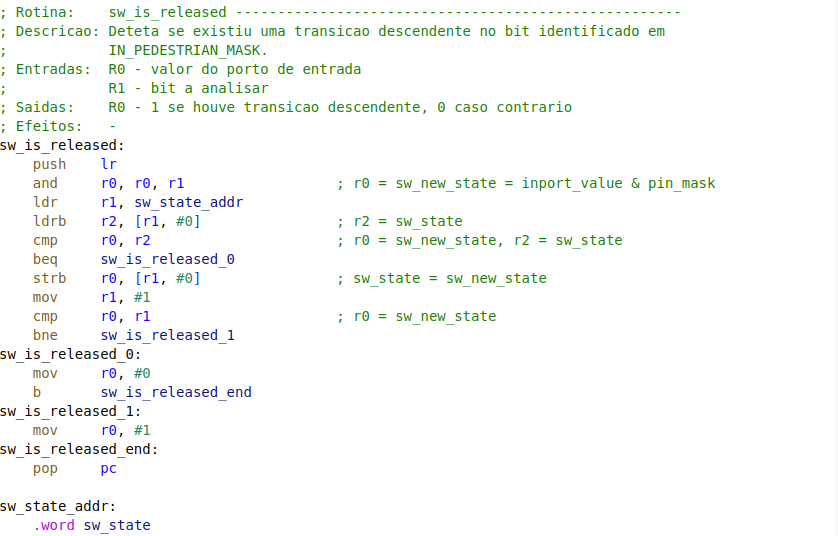 ; Rotina:    sw_is_released -----------------------------------------------------
; Descricao: Deteta se existiu uma transicao descendente no bit identificado em
;            IN_PEDESTRIAN_MASK.
; Entradas:  R0 - valor do porto de entrada
;            R1 - bit a analisar
; Saidas:    R0 - 1 se houve transicao descendente, 0 caso contrario
; Efeitos:   -
sw_is_released:
    push    lr
    and     r0, r0, r1                  ; r0 = sw_new_state = inport_value & pin_mask
    ldr     r1, sw_state_addr
    ldrb    r2, [r1, #0]                ; r2 = sw_state
    cmp     r0, r2                      ; r0 = sw_new_state, r2 = sw_state
    beq     sw_is_released_0
    strb    r0, [r1, #0]                ; sw_state = sw_new_state
    mov     r1, #1
    cmp     r0, r1                      ; r0 = sw_new_state
    bne     sw_is_released_1
sw_is_released_0:
    mov     r0, #0
    b       sw_is_released_end
sw_is_released_1:
    mov     r0, #1
sw_is_released_end:
    pop     pc

sw_state_addr:
    .word sw_state